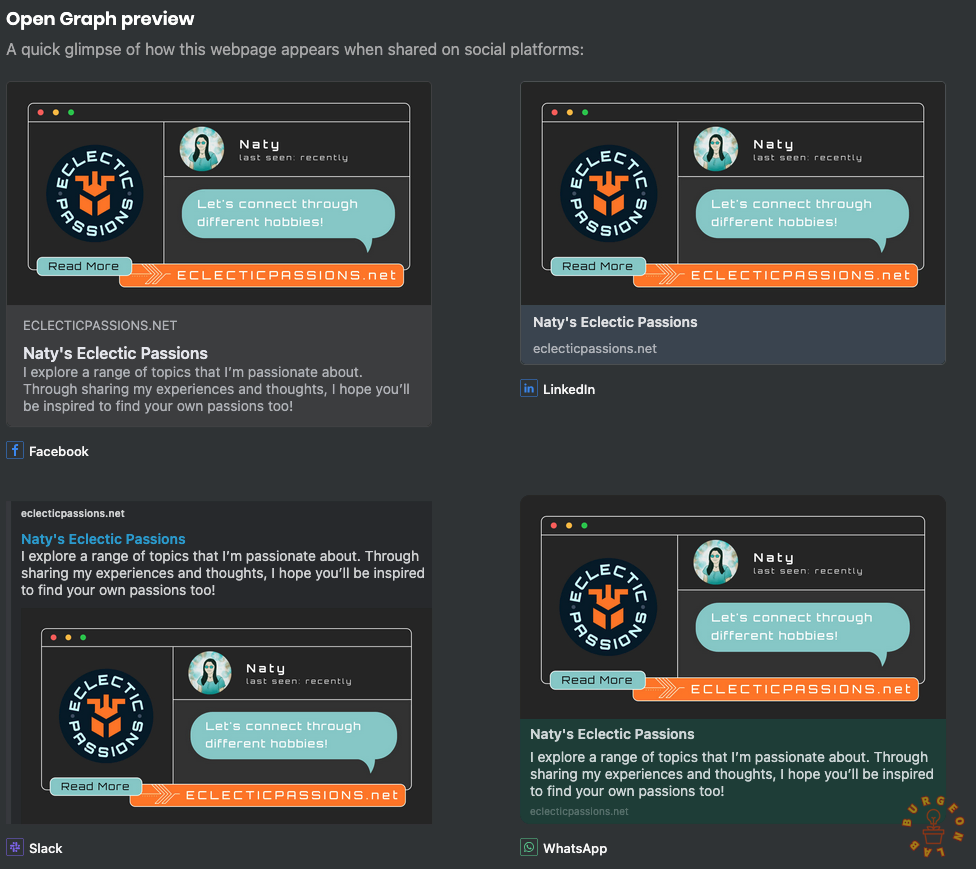 Open Graph preview
A quick glimpse of how this webpage appears when shared on social platforms:
ECLECTIC PASSIONS
Naty
last seen: recently
Let's connect through
different hobbies!
Read More
ECLECTICPASSIONS.net
ECLECTICPASSIONS.NET
Naty's Eclectic Passions
I explore a range of topics that I’m passionate about.
Through sharing my experiences and thoughts, I hope you’ll
be inspired to find your own passions too!
f Facebook
ECLECTIC PASSIONS
Naty
last seen: recently
Let's connect through
different hobbies!
Read More
ECLECTICPASSIONS.net
Naty's Eclectic Passions
eclecticpassions.net
in LinkedIn
eclecticpassions.net
Naty's Eclectic Passions
I explore a range of topics that I’m passionate about. Through
sharing my experiences and thoughts, I hope you’ll be inspired
to find your own passions too!
ECLECTIC PASSIONS
Naty
last seen: recently
Let's connect through
different hobbies!
Read More
ECLECTICPASSIONS.net
Slack
ECLECTIC PASSIONS
Naty
last seen: recently
Let's connect through
different hobbies!
Read More
ECLECTICPASSIONS.net
Naty's Eclectic Passions
I explore a range of topics that I’m passionate about. Through
sharing my experiences and thoughts, I hope you’ll be inspired
to find your own passions too!
eclecticpassions.net
WhatsApp
BURGEON LAB